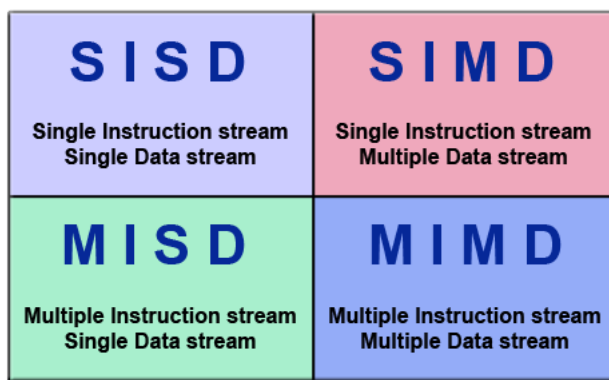 S I S D
Single Instruction stream
Single Data stream
S I M D
Single Instruction stream
Multiple Data stream
M I S D
Multiple Instruction stream
Single Data stream
M I M D
Multiple Instruction stream
Multiple Data stream